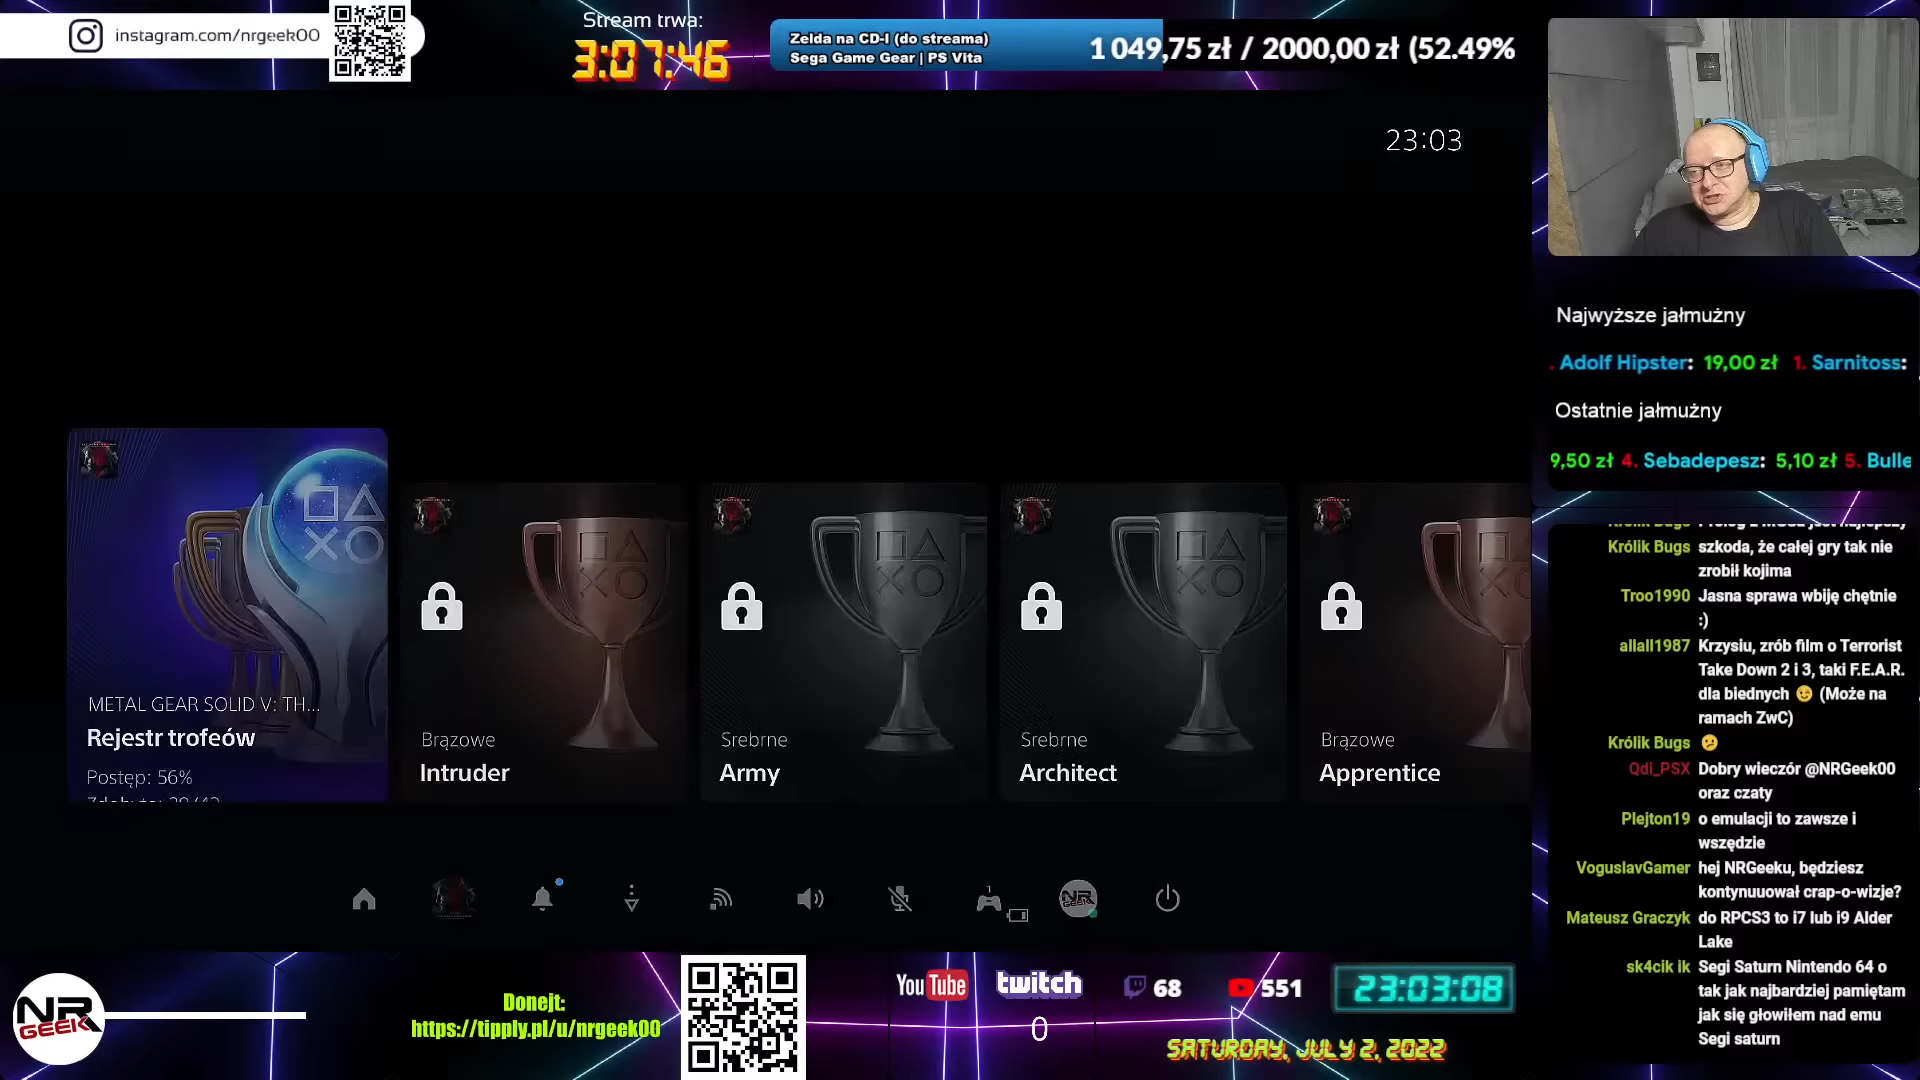 instagram.com/nrgeek00
Stream trwa:
3:07:46
Zelda na CD-I (do streama)
Sega Game Gear | PS Vita
1 049,75 zł / 2000,00 zł (52.49%
23:03
Najwyższe jałmużny
. Adolf Hipster: 19,00 zł 1. Sarnitoss:
Ostatnie jałmużny
9,50 zł 4. Sebadepesz: 5,10 zł 5. Bulle
METAL GEAR SOLID V: TH...
Rejestr trofeów
Postęp: 56%
Brązowe
Intruder
Srebrne
Army
Srebrne
Architect
Brązowe
Apprentice
Królik Bugs szkoda, że całej gry tak nie
zrobił kojima
Troo1990 Jasna sprawa wbiję chętnie
:)
allall1987 Krzysiu, zrób film o Terrorist
Take Down 2 i 3, taki F.E.A.R.
dla biednych 😉 (Może na
ramach ZwC)
Królik Bugs 😕
Qdl_PSX Dobry wieczór @NRGeek00
oraz czaty
Plejton19 o emulacji to zawsze i
wszędzie
VoguslavGamer hej NRGeeku, będziesz
kontynuuował crap-o-wizje?
Mateusz Graczyk do RPCS3 to i7 lub i9 Alder
Lake
sk4cik ik Segi Saturn Nintendo 64 o
tak jak najbardziej pamiętam
jak się głowiłem nad emu
Segi saturn
1
NR
GEEK
NR
GEEK
Donejt:
https://tipply.pl/u/nrgeek00
YouTube
twitch
68
551
0
23:03:08
SATURDAY, JULY 2, 2022